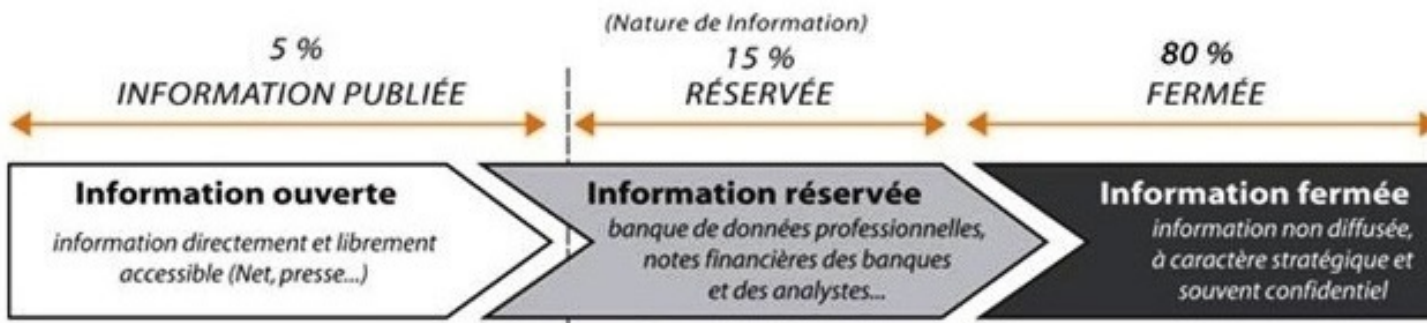 (Nature de Information)
5 %
INFORMATION PUBLIÉE
15 %
RÉSERVÉE
80 %
FERMÉE
Information ouverte
information directement et librement
accessible (Net, presse...)
Information réservée
banque de données professionnelles,
notes financières des banques
et des analystes...
Information fermée
information non diffusée,
à caractère stratégique et
souvent confidentiel